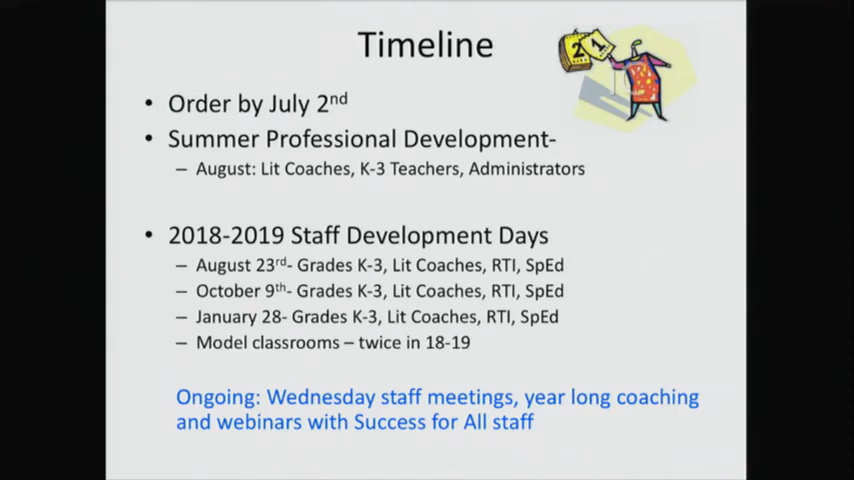 Timeline
2 1
• Order by July 2nd
• Summer Professional Development-
– August: Lit Coaches, K-3 Teachers, Administrators
• 2018-2019 Staff Development Days
– August 23rd- Grades K-3, Lit Coaches, RTI, SpEd
– October 9th- Grades K-3, Lit Coaches, RTI, SpEd
– January 28- Grades K-3, Lit Coaches, RTI, SpEd
– Model classrooms – twice in 18-19
Ongoing: Wednesday staff meetings, year long coaching
and webinars with Success for All staff